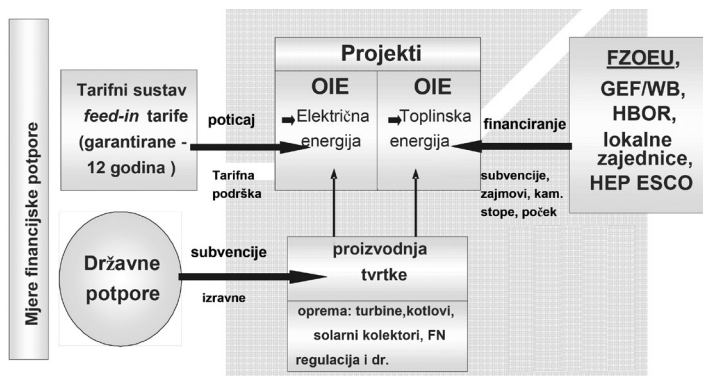 Mjere financijske potpore
Tarifni sustav
feed-in tarife
(garantirane -
12 godina )
poticaj
Tarifna
podrška
Projekti
OIE
Električna
energija
OIE
Toplinska
energija
financiranje
subvencije,
zajmovi, kam.
stope, poček
FZOEU,
GEF/WB,
HBOR,
lokalne
zajednice,
HEP ESCO
Državne
potpore
subvencije
izravne
proizvodnja
tvrtke
oprema: turbine,kotlovi,
solarni kolektori, FN
regulacija i dr.